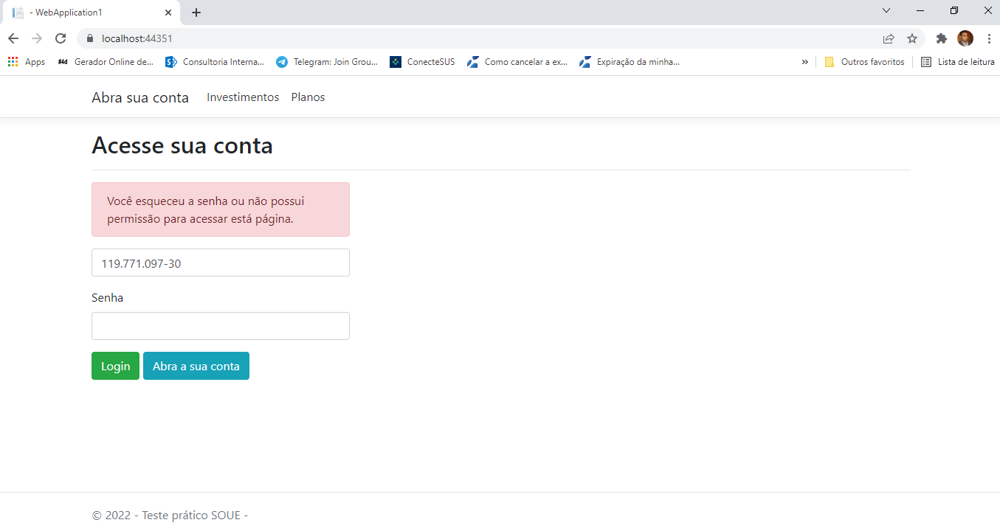 - WebApplication1
localhost:44351
Apps #4d Gerador Online de... Consultoria Interna... Telegram: Join Grou... ConecteSUS Como cancelar a ex... Expiração da minha... » Outros favoritos Lista de leitura
Abra sua conta Investimentos Planos
Acesse sua conta
Você esqueceu a senha ou não possui
permissão para acessar está página.
119.771.097-30
Senha
Login Abra a sua conta
© 2022 - Teste prático SOUE -